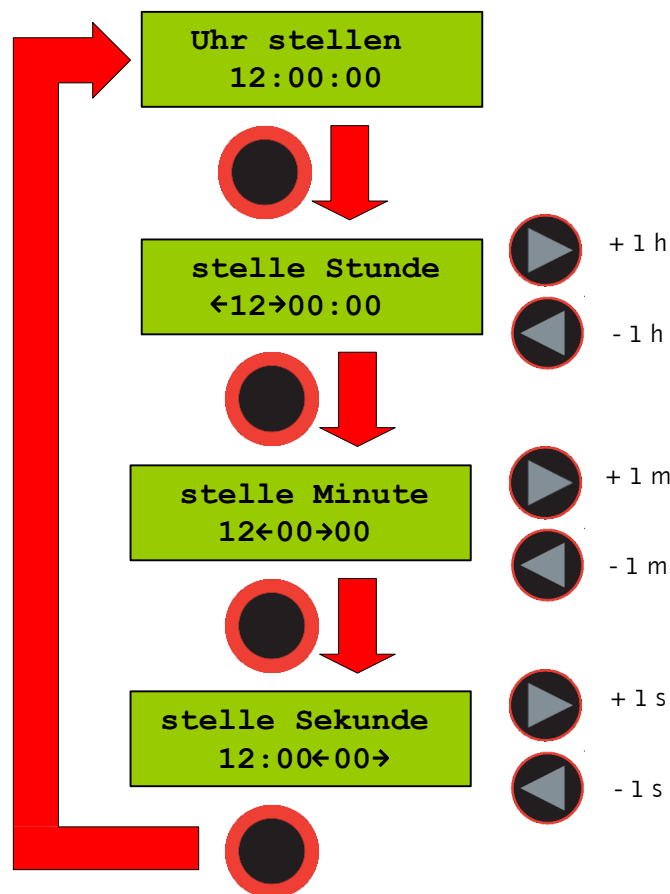 Uhr stellen
12:00:00
stelle Stunde
←12→00:00
+ 1 h
- 1 h
stelle Minute
12←00→00
+ 1 m
- 1 m
stelle Sekunde
12:00←00→
+ 1 s
- 1 s